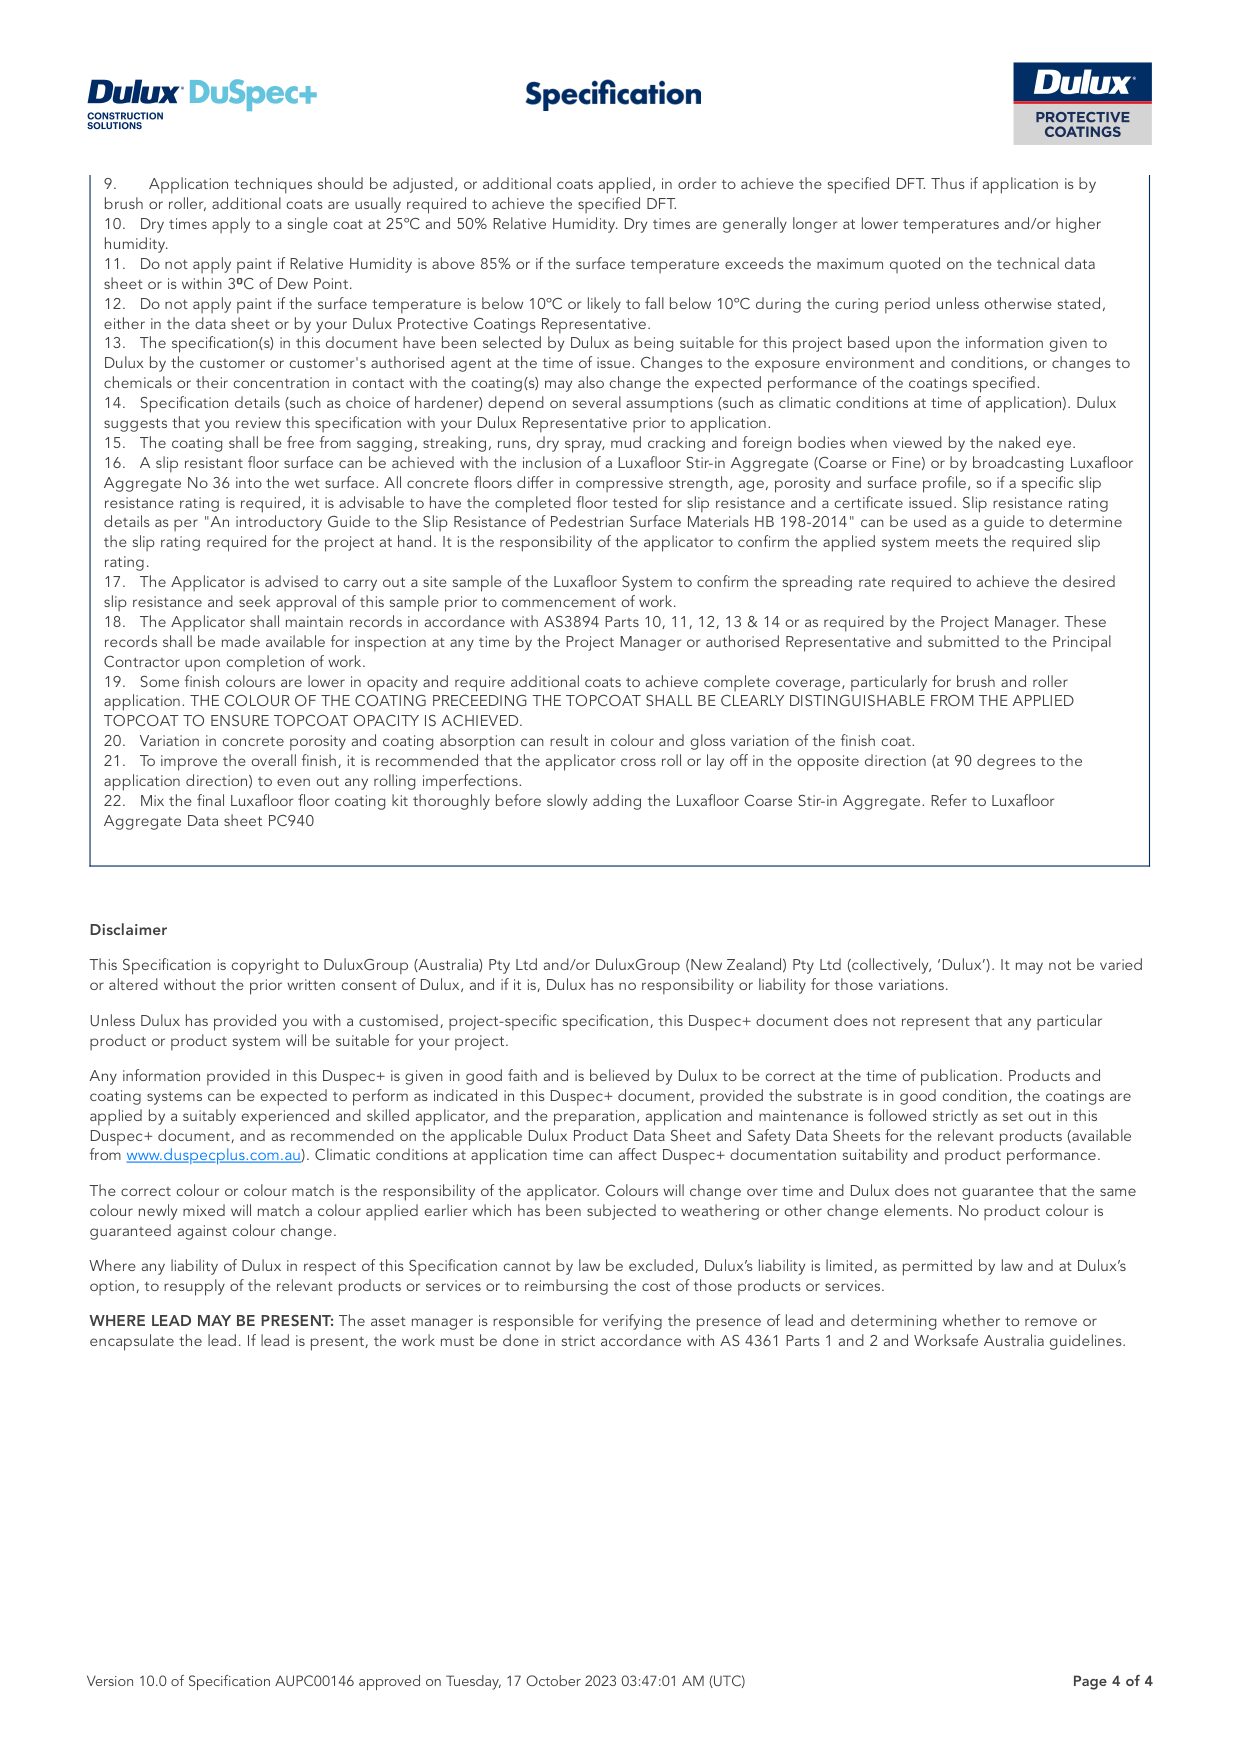 Dulux DuSpec+
CONSTRUCTION
SOLUTIONS
Specification
Dulux
PROTECTIVE
COATINGS
9. Application techniques should be adjusted, or additional coats applied, in order to achieve the specified DFT. Thus if application is by
brush or roller, additional coats are usually required to achieve the specified DFT.
10. Dry times apply to a single coat at 25ºC and 50% Relative Humidity. Dry times are generally longer at lower temperatures and/or higher
humidity.
11. Do not apply paint if Relative Humidity is above 85% or if the surface temperature exceeds the maximum quoted on the technical data
sheet or is within 3ºC of Dew Point.
12. Do not apply paint if the surface temperature is below 10ºC or likely to fall below 10ºC during the curing period unless otherwise stated,
either in the data sheet or by your Dulux Protective Coatings Representative.
13. The specification(s) in this document have been selected by Dulux as being suitable for this project based upon the information given to
Dulux by the customer or customer's authorised agent at the time of issue. Changes to the exposure environment and conditions, or changes to
chemicals or their concentration in contact with the coating(s) may also change the expected performance of the coatings specified.
14. Specification details (such as choice of hardener) depend on several assumptions (such as climatic conditions at time of application). Dulux
suggests that you review this specification with your Dulux Representative prior to application.
15. The coating shall be free from sagging, streaking, runs, dry spray, mud cracking and foreign bodies when viewed by the naked eye.
16. A slip resistant floor surface can be achieved with the inclusion of a Luxafloor Stir-in Aggregate (Coarse or Fine) or by broadcasting Luxafloor
Aggregate No 36 into the wet surface. All concrete floors differ in compressive strength, age, porosity and surface profile, so if a specific slip
resistance rating is required, it is advisable to have the completed floor tested for slip resistance and a certificate issued. Slip resistance rating
details as per "An introductory Guide to the Slip Resistance of Pedestrian Surface Materials HB 198-2014" can be used as a guide to determine
the slip rating required for the project at hand. It is the responsibility of the applicator to confirm the applied system meets the required slip
rating.
17. The Applicator is advised to carry out a site sample of the Luxafloor System to confirm the spreading rate required to achieve the desired
slip resistance and seek approval of this sample prior to commencement of work.
18. The Applicator shall maintain records in accordance with AS3894 Parts 10, 11, 12, 13 & 14 or as required by the Project Manager. These
records shall be made available for inspection at any time by the Project Manager or authorised Representative and submitted to the Principal
Contractor upon completion of work.
19. Some finish colours are lower in opacity and require additional coats to achieve complete coverage, particularly for brush and roller
application. THE COLOUR OF THE COATING PRECEEDING THE TOPCOAT SHALL BE CLEARLY DISTINGUISHABLE FROM THE APPLIED
TOPCOAT TO ENSURE TOPCOAT OPACITY IS ACHIEVED.
20. Variation in concrete porosity and coating absorption can result in colour and gloss variation of the finish coat.
21. To improve the overall finish, it is recommended that the applicator cross roll or lay off in the opposite direction (at 90 degrees to the
application direction) to even out any rolling imperfections.
22. Mix the final Luxafloor floor coating kit thoroughly before slowly adding the Luxafloor Coarse Stir-in Aggregate. Refer to Luxafloor
Aggregate Data sheet PC940
Disclaimer
This Specification is copyright to DuluxGroup (Australia) Pty Ltd and/or DuluxGroup (New Zealand) Pty Ltd (collectively, ‘Dulux’). It may not be varied
or altered without the prior written consent of Dulux, and if it is, Dulux has no responsibility or liability for those variations.
Unless Dulux has provided you with a customised, project-specific specification, this Duspec+ document does not represent that any particular
product or product system will be suitable for your project.
Any information provided in this Duspec+ is given in good faith and is believed by Dulux to be correct at the time of publication. Products and
coating systems can be expected to perform as indicated in this Duspec+ document, provided the substrate is in good condition, the coatings are
applied by a suitably experienced and skilled applicator, and the preparation, application and maintenance is followed strictly as set out in this
Duspec+ document, and as recommended on the applicable Dulux Product Data Sheet and Safety Data Sheets for the relevant products (available
from www.duspecplus.com.au). Climatic conditions at application time can affect Duspec+ documentation suitability and product performance.
The correct colour or colour match is the responsibility of the applicator. Colours will change over time and Dulux does not guarantee that the same
colour newly mixed will match a colour applied earlier which has been subjected to weathering or other change elements. No product colour is
guaranteed against colour change.
Where any liability of Dulux in respect of this Specification cannot by law be excluded, Dulux’s liability is limited, as permitted by law and at Dulux’s
option, to resupply of the relevant products or services or to reimbursing the cost of those products or services.
WHERE LEAD MAY BE PRESENT: The asset manager is responsible for verifying the presence of lead and determining whether to remove or
encapsulate the lead. If lead is present, the work must be done in strict accordance with AS 4361 Parts 1 and 2 and Worksafe Australia guidelines.
Version 10.0 of Specification AUPC00146 approved on Tuesday, 17 October 2023 03:47:01 AM (UTC)
Page 4 of 4